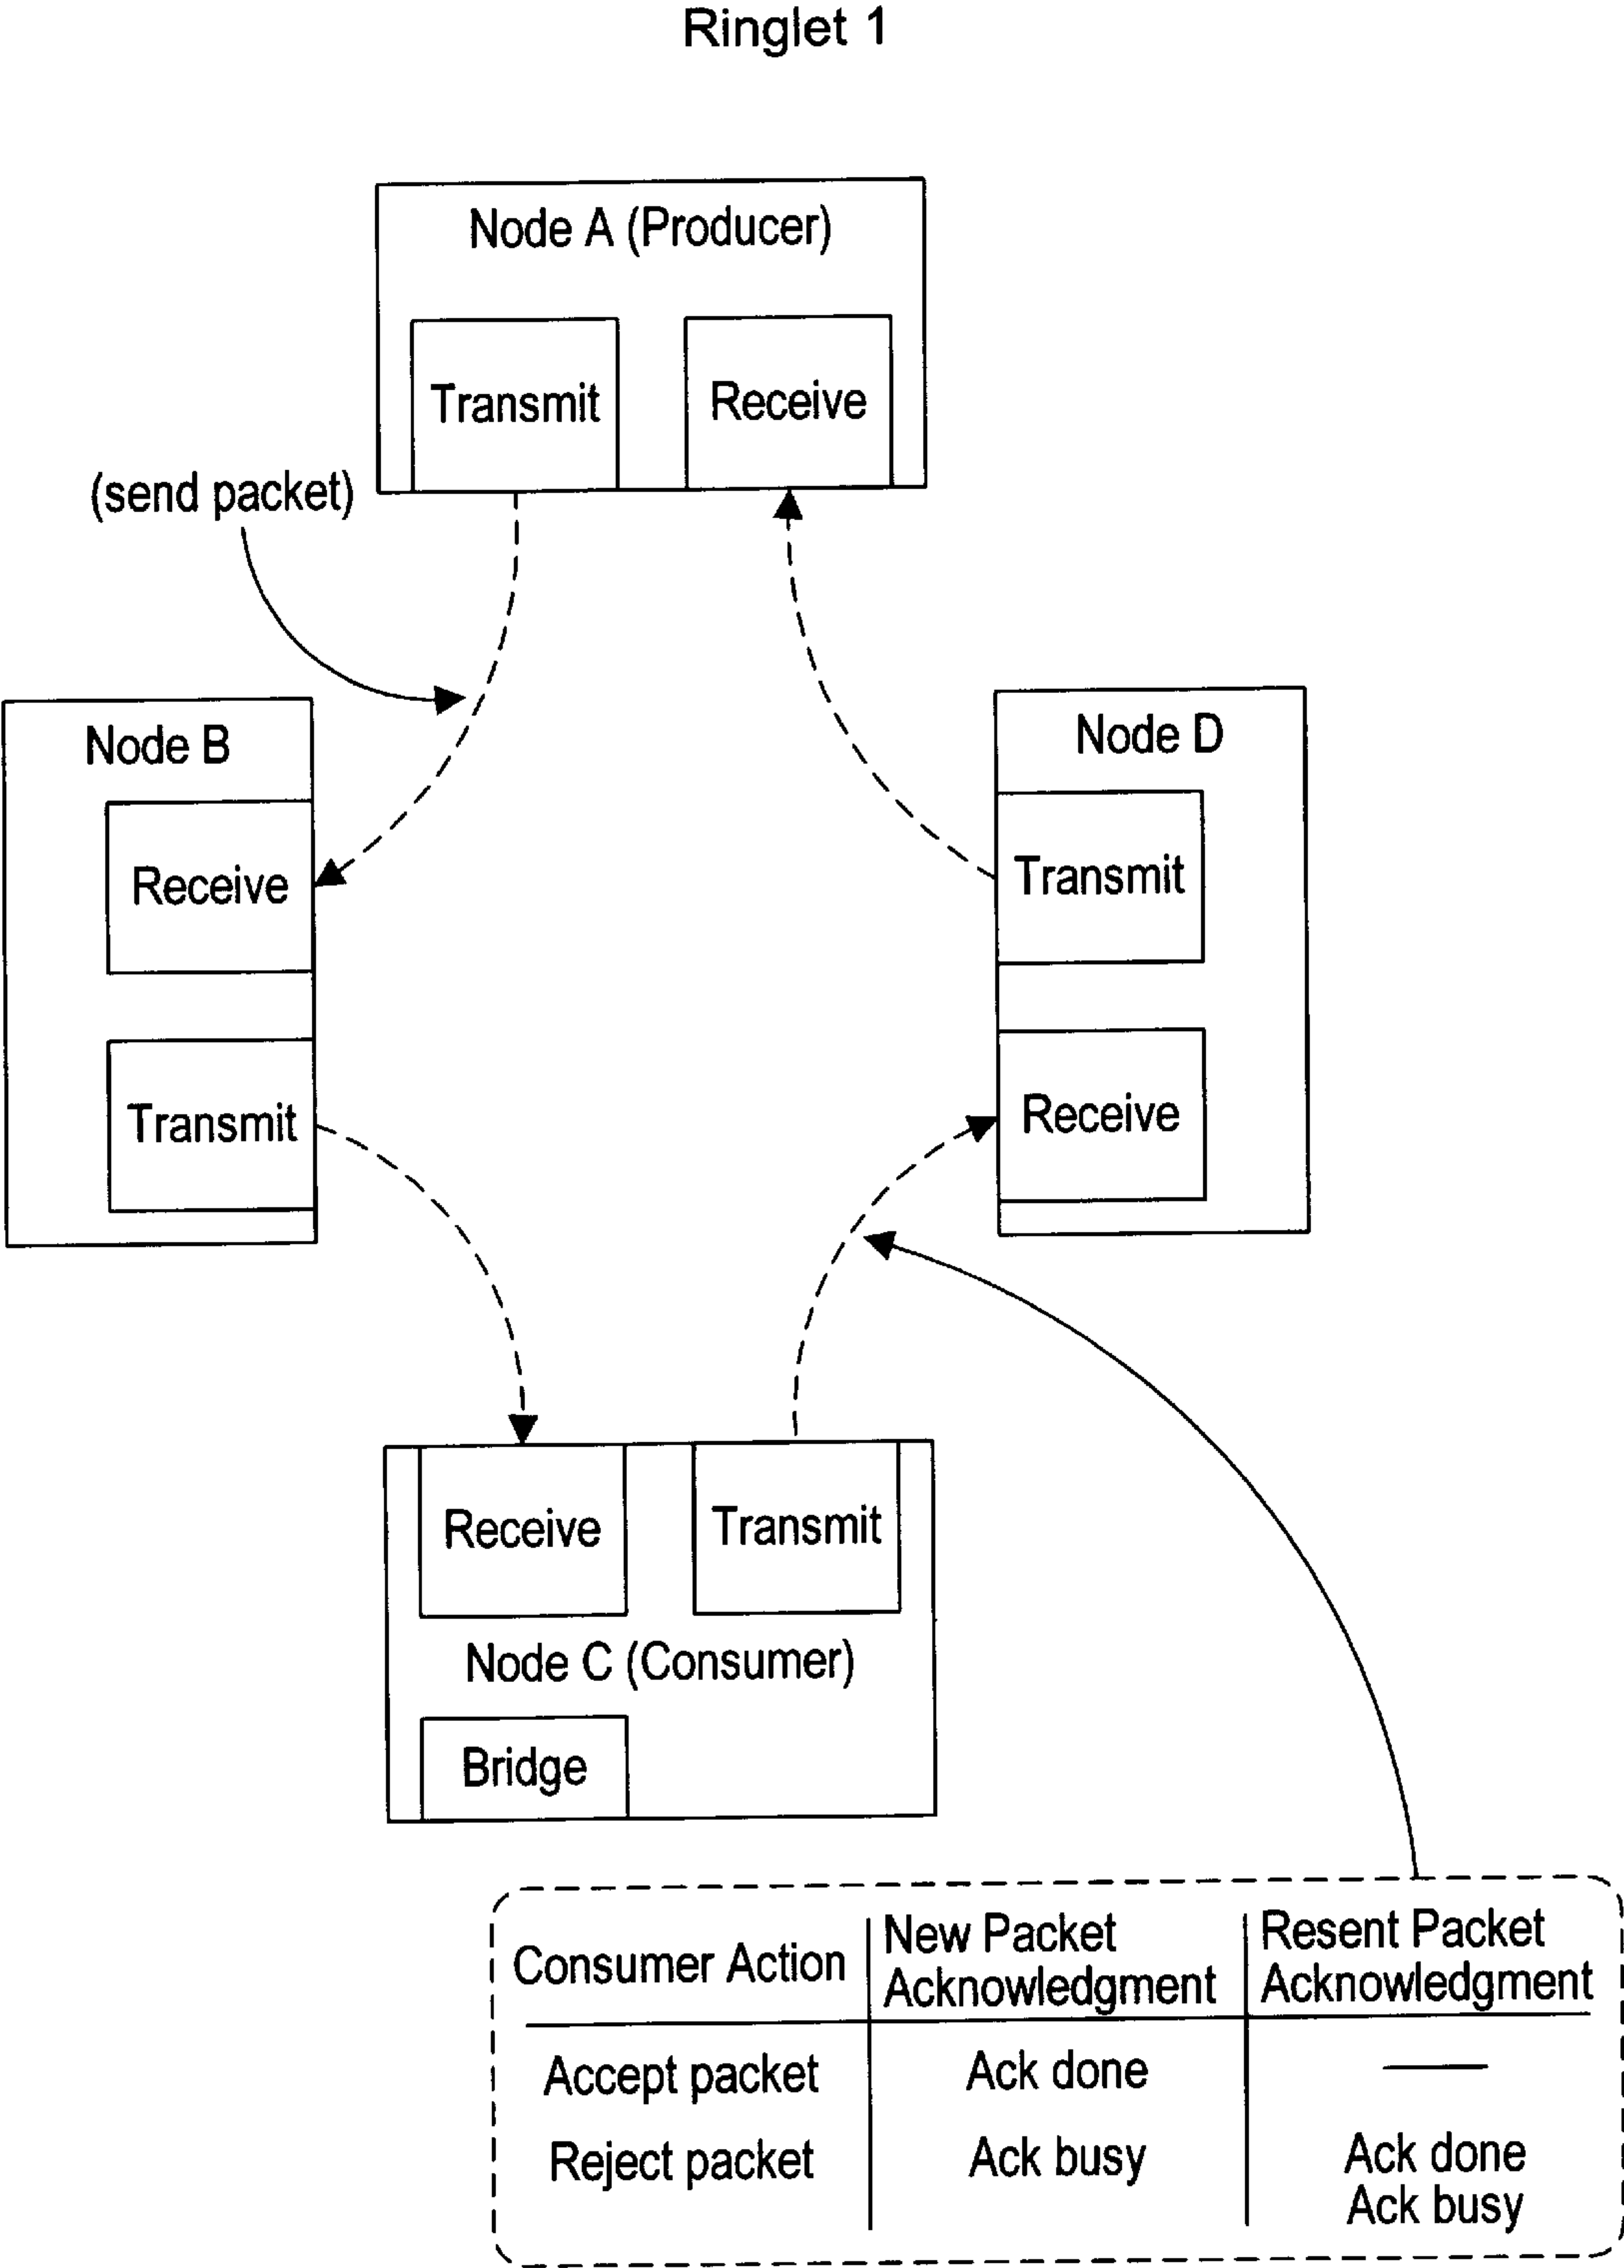 Ringlet 1
Node A (Producer)
Transmit
Receive
(send packet)
Node B
Receive
Transmit
Node D
Transmit
Receive
Receive
Transmit
Node C (Consumer)
Bridge
Consumer Action
New Packet
Acknowledgment
Resent Packet
Acknowledgment
Accept packet
Ack done
—
Reject packet
Ack busy
Ack done
Ack busy